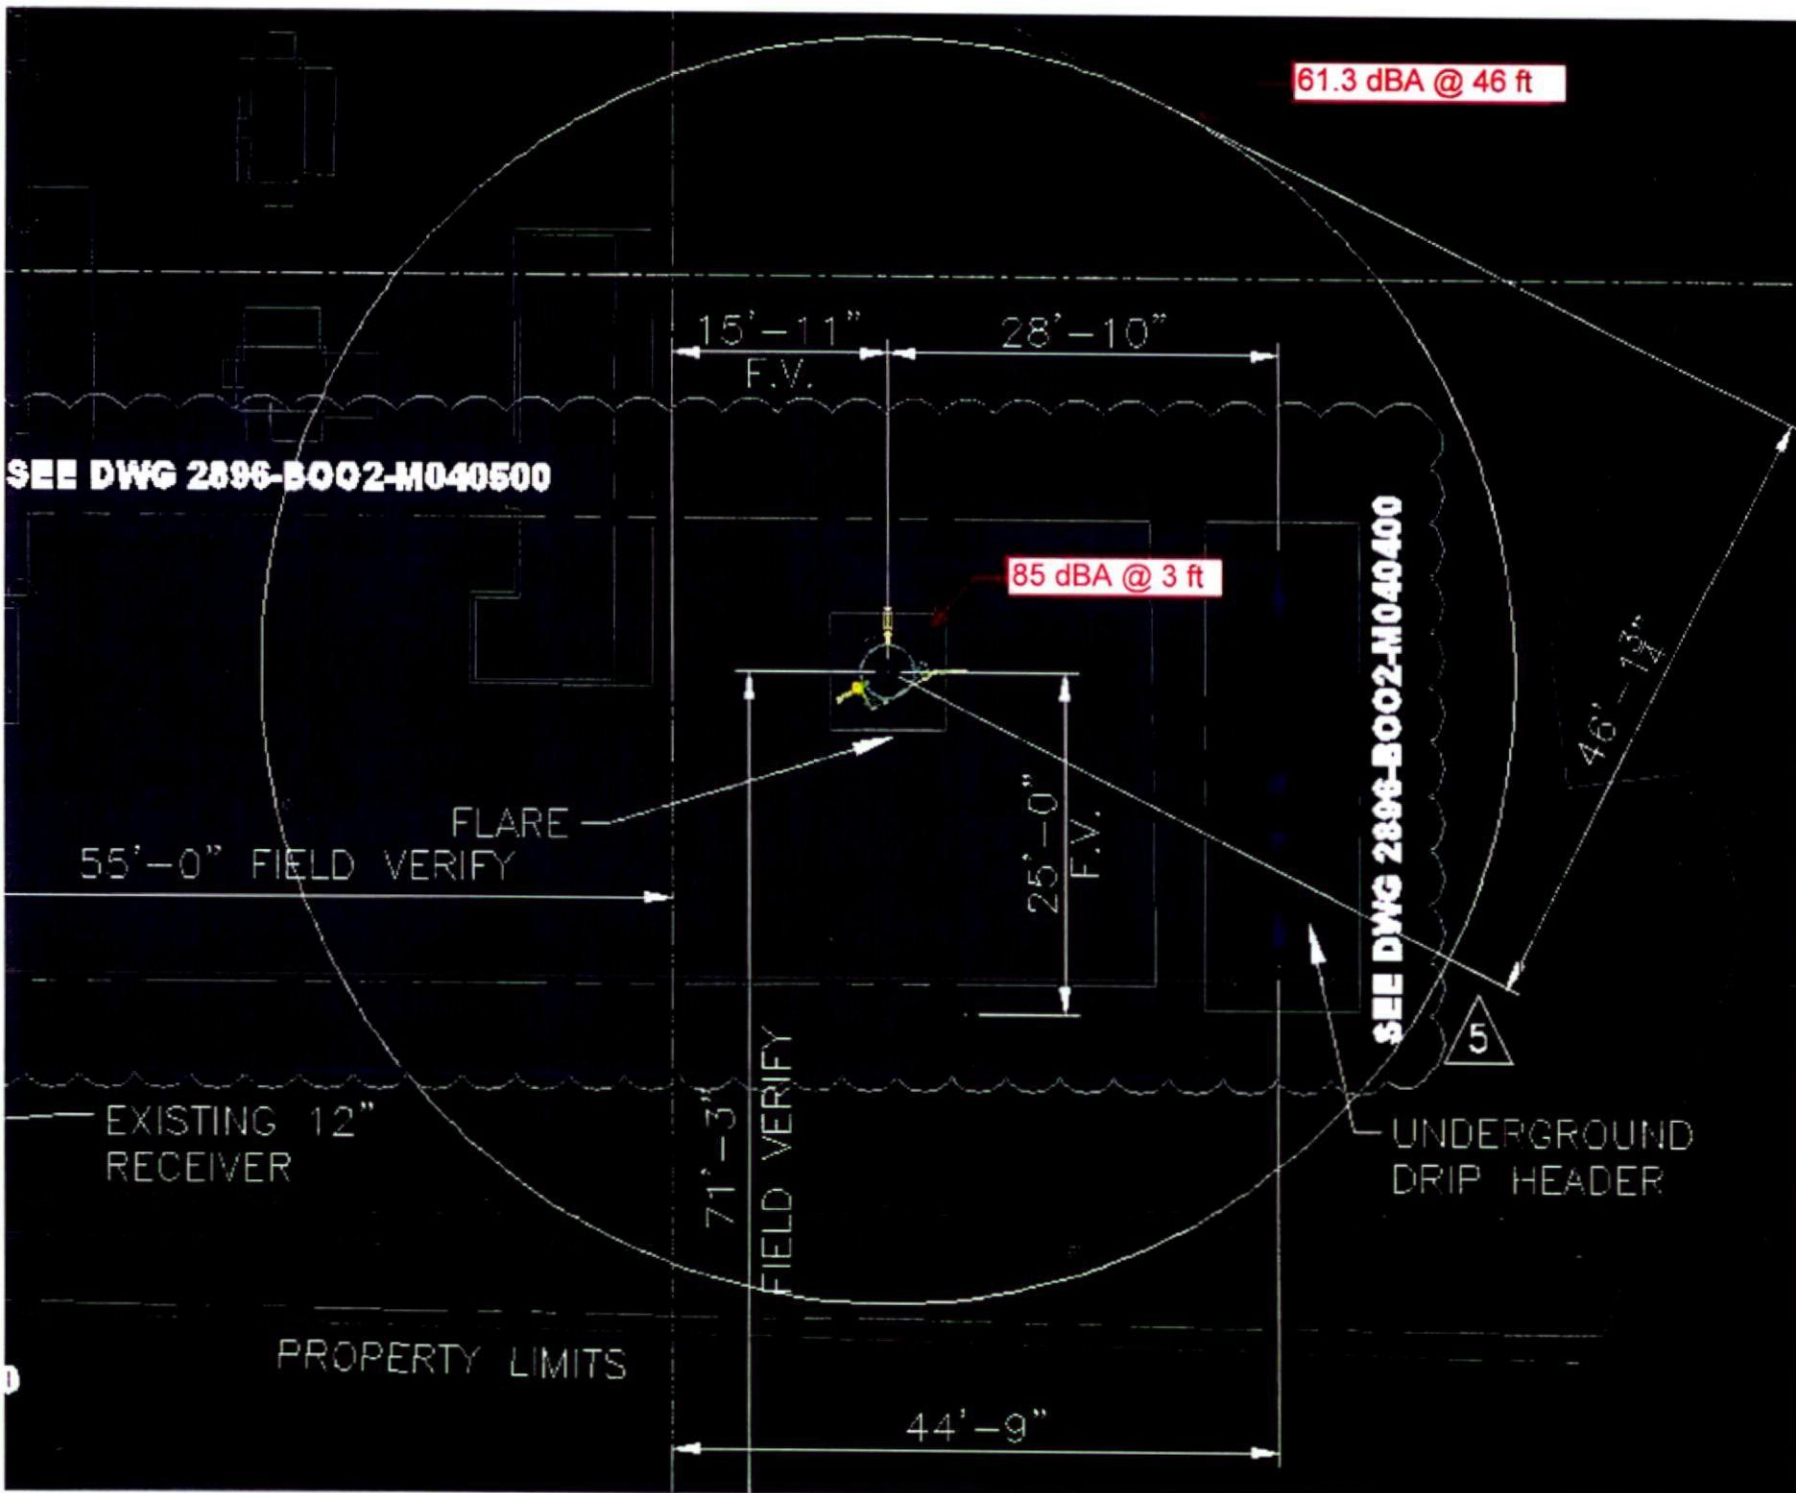 61.3 dBA @ 46 ft
15'-11"
F.V.
28'-10"
SEE DWG 2896-BOO2-M040500
85 dBA @ 3 ft
SEE DWG 2896-BOO2-M040400
46'-1¾"
FLARE
55'-0" FIELD VERIFY
25'-0"
F.V.
5
71'-3"
FIELD VERIFY
EXISTING 12"
RECEIVER
UNDERGROUND
DRIP HEADER
PROPERTY LIMITS
44'-9"